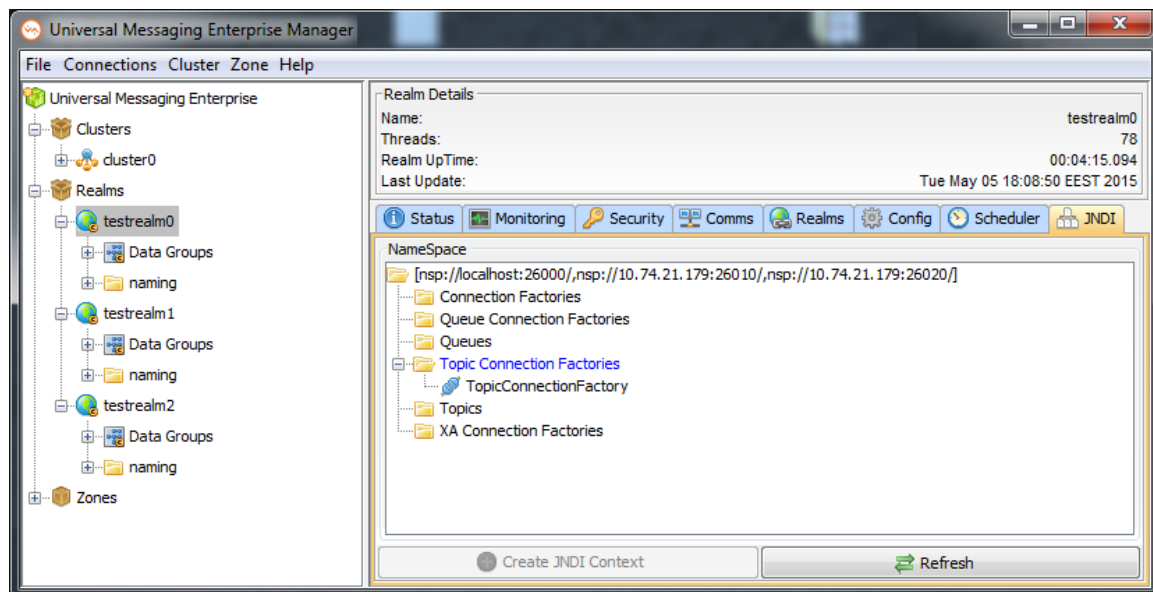 Universal Messaging Enterprise Manager
File Connections Cluster Zone Help
Universal Messaging Enterprise
Clusters
cluster0
Realms
testrealm0
Data Groups
naming
testrealm1
Data Groups
naming
testrealm2
Data Groups
naming
Zones
Realm Details
Name: testrealm0
Threads: 78
Realm UpTime: 00:04:15.094
Last Update: Tue May 05 18:08:50 EEST 2015
Status Monitoring Security Comms Realms Config Scheduler JNDI
NameSpace
[nsp://localhost:26000/,nsp://10.74.21.179:26010/,nsp://10.74.21.179:26020/]
Connection Factories
Queue Connection Factories
Queues
Topic Connection Factories
TopicConnectionFactory
Topics
XA Connection Factories
Create JNDI Context Refresh